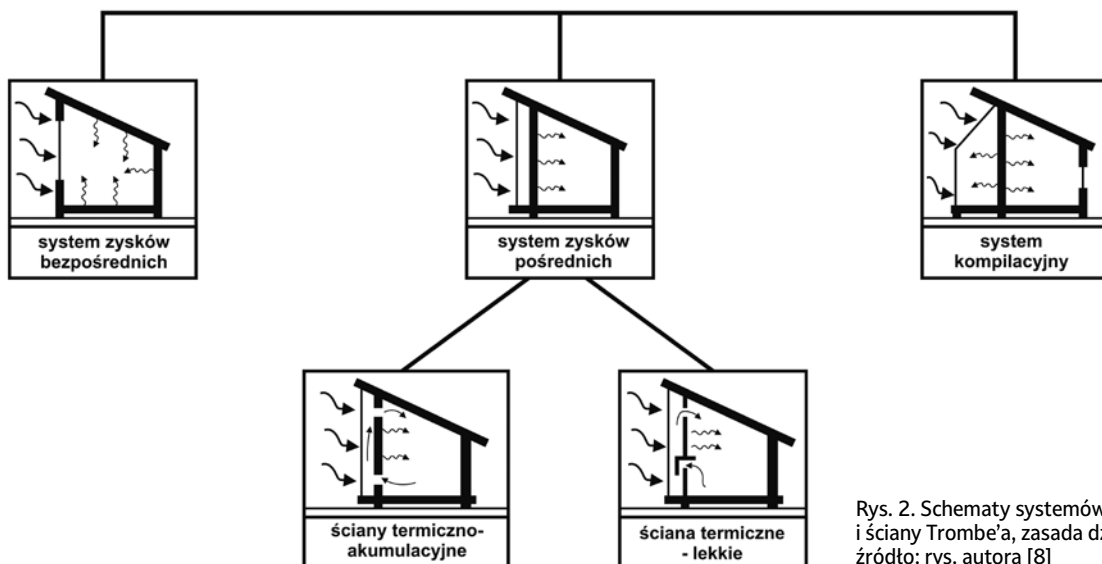 system zysków
bezpośrednich
system zysków
pośrednich
system
kompilacyjny
ściany termiczno-
akumulacyjne
ściana termiczne
- lekkie
Rys. 2. Schematy systemów
i ściany Trombe’a, zasada
źródło: rys. autora [8]